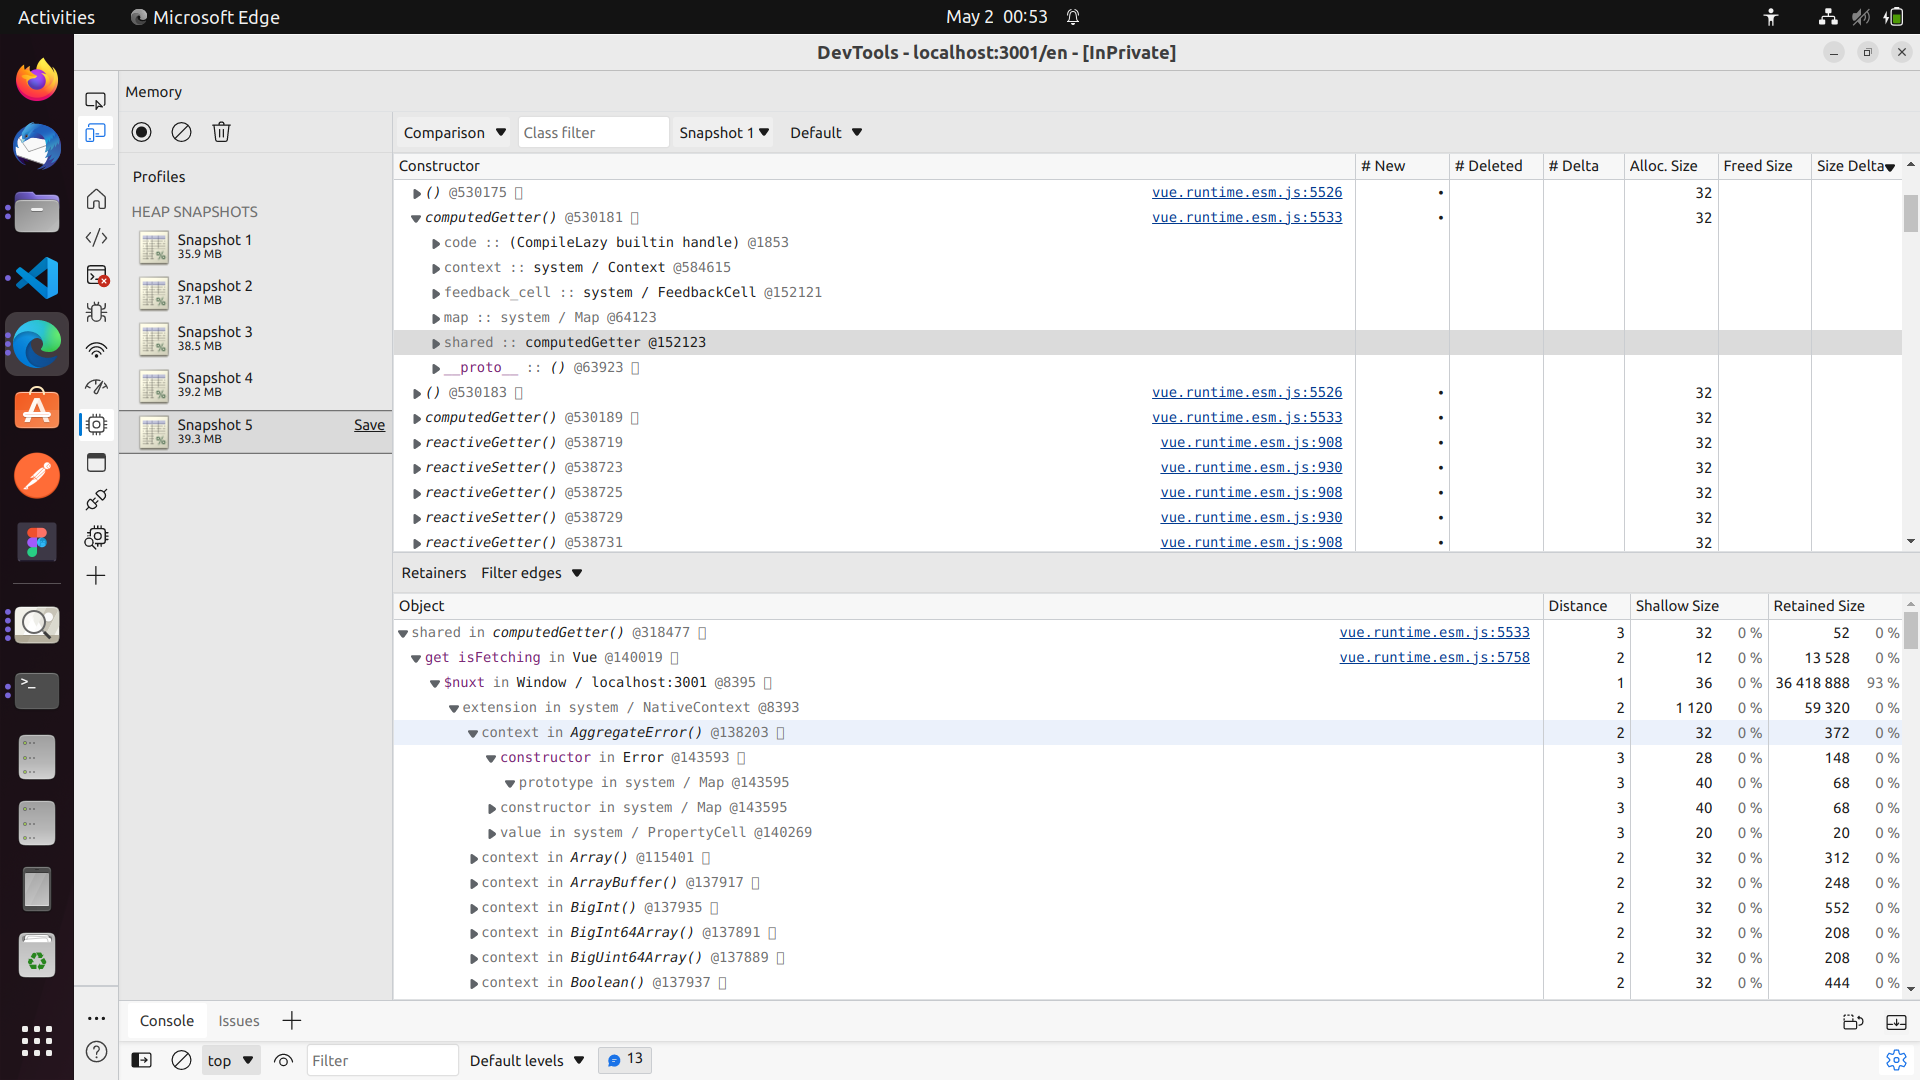 Activities
Microsoft Edge
May 2 00:53
DevTools - localhost:3001/en - [InPrivate]
Memory
Comparison
Class filter
Snapshot 1
Default
Profiles
HEAP SNAPSHOTS
Snapshot 1
35.9 MB
Snapshot 2
37.1 MB
Snapshot 3
38.5 MB
Snapshot 4
39.2 MB
Snapshot 5
39.3 MB
Save
Constructor # New # Deleted # Delta Alloc. Size Freed Size Size Delta
() @530175 vue.runtime.esm.js:5526 • 32
computedGetter() @530181 vue.runtime.esm.js:5533 • 32
code :: (CompileLazy builtin handle) @1853
context :: system / Context @584615
feedback_cell :: system / FeedbackCell @152121
map :: system / Map @64123
shared :: computedGetter @152123
__proto__ :: () @63923
() @530183 vue.runtime.esm.js:5526 • 32
computedGetter() @530189 vue.runtime.esm.js:5533 • 32
reactiveGetter() @538719 vue.runtime.esm.js:908 • 32
reactiveSetter() @538723 vue.runtime.esm.js:930 • 32
reactiveGetter() @538725 vue.runtime.esm.js:908 • 32
reactiveSetter() @538729 vue.runtime.esm.js:930 • 32
reactiveGetter() @538731 vue.runtime.esm.js:908 • 32
Retainers Filter edges
Object Distance Shallow Size Retained Size
shared in computedGetter() @318477 vue.runtime.esm.js:5533 3 32 0 % 52 0 %
get isFetching in Vue @140019 vue.runtime.esm.js:5758 2 12 0 % 13 528 0 %
$nuxt in Window / localhost:3001 @8395 1 36 0 % 36 418 888 93 %
extension in system / NativeContext @8393 2 1 120 0 % 59 320 0 %
context in AggregateError() @138203 2 32 0 % 372 0 %
constructor in Error @143593 3 28 0 % 148 0 %
prototype in system / Map @143595 3 40 0 % 68 0 %
constructor in system / Map @143595 3 40 0 % 68 0 %
value in system / PropertyCell @140269 3 20 0 % 20 0 %
context in Array() @115401 2 32 0 % 312 0 %
context in ArrayBuffer() @137917 2 32 0 % 248 0 %
context in BigInt() @137935 2 32 0 % 552 0 %
context in BigInt64Array() @137891 2 32 0 % 208 0 %
context in BigUint64Array() @137889 2 32 0 % 208 0 %
context in Boolean() @137937 2 32 0 % 444 0 %
Console Issues
top
Filter
Default levels
13